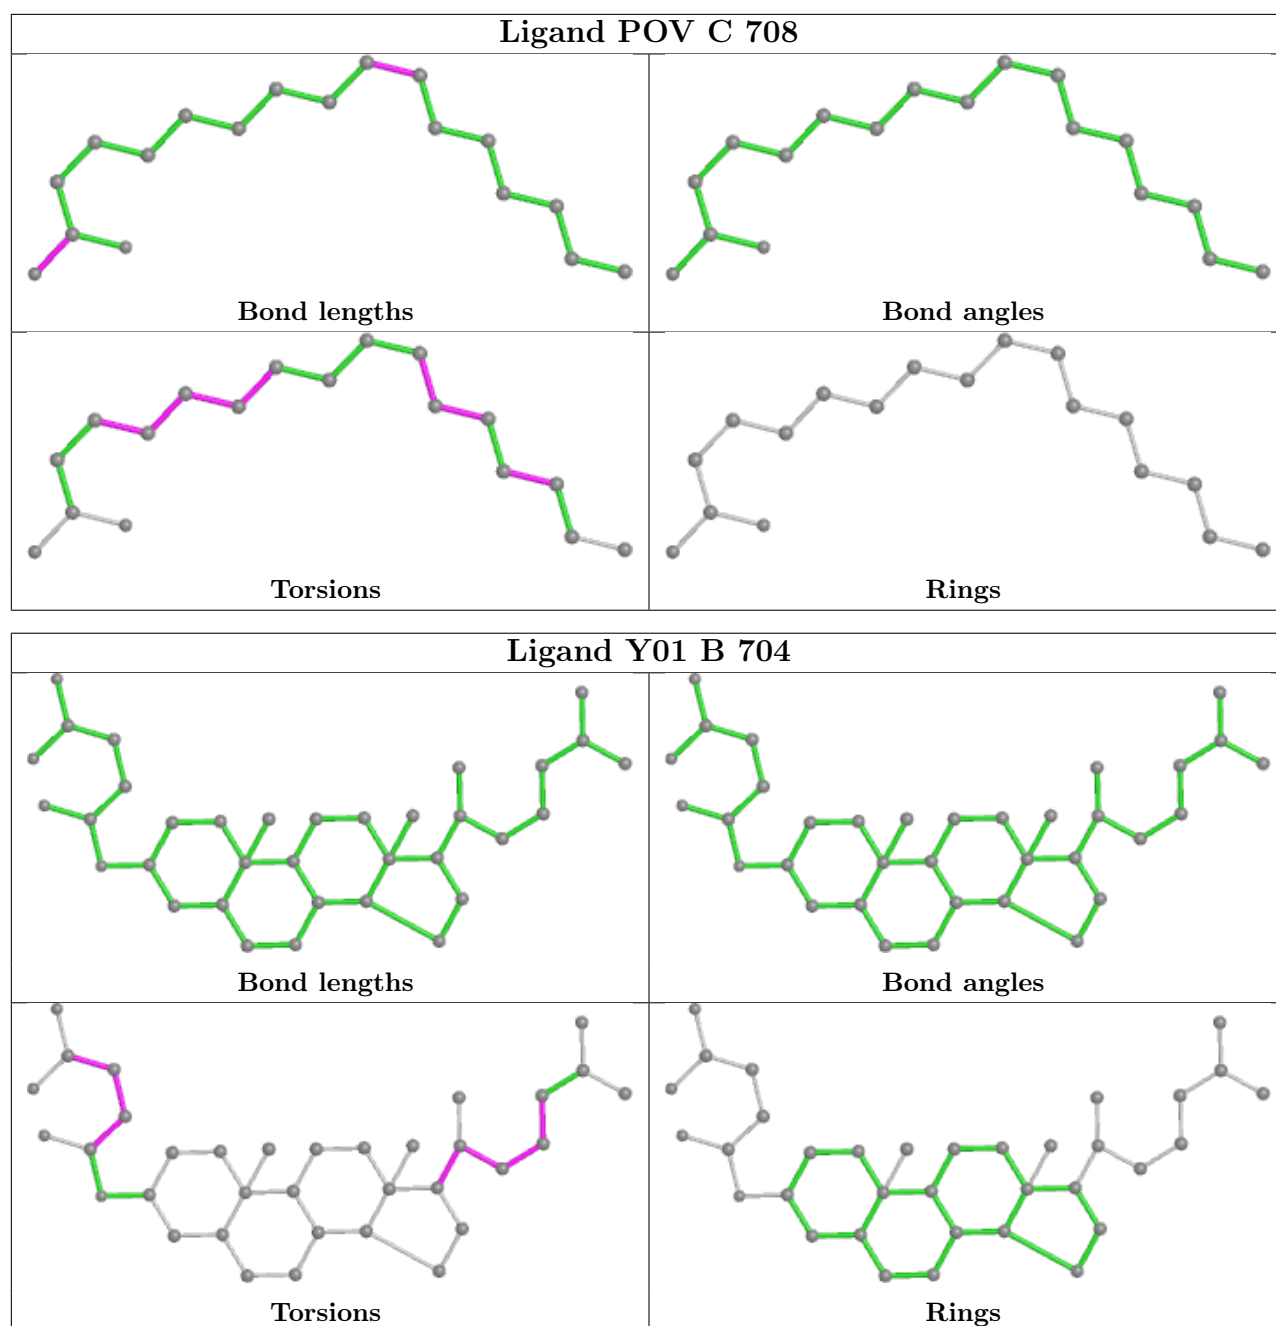 Ligand POV C 708
Bond lengths
Bond angles
Torsions
Rings
Ligand Y01 B 704
Bond lengths
Bond angles
Torsions
Rings